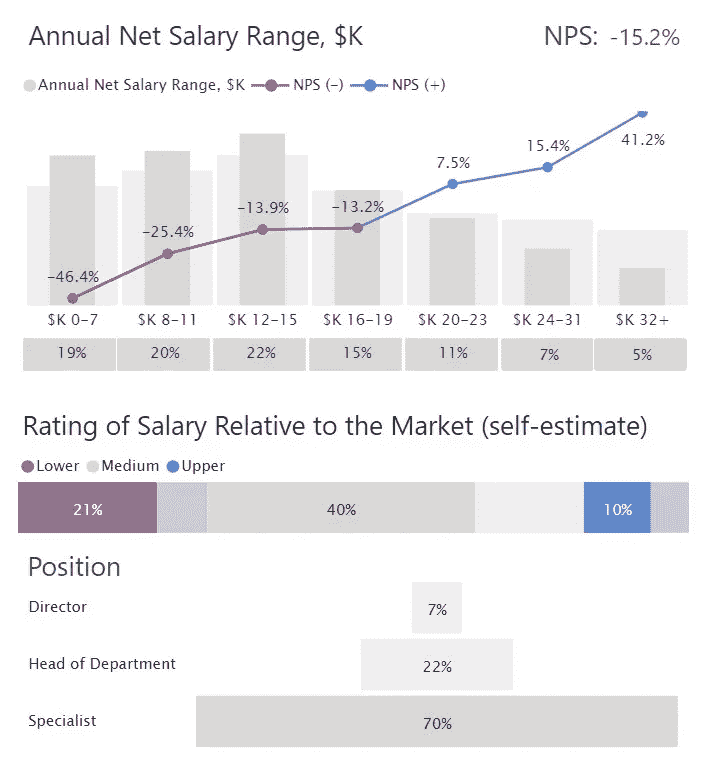 Annual Net Salary Range, $K NPS: -15.2%
Annual Net Salary Range, $K NPS (-) NPS (+)
41.2%
15.4%
7.5%
-13.9% -13.2%
-25.4%
-46.4%
$K 0-7 $K 8-11 $K 12-15 $K 16-19 $K 20-23 $K 24-31 $K 32+
19% 20% 22% 15% 11% 7% 5%
Rating of Salary Relative to the Market (self-estimate)
Lower Medium Upper
21% 40% 10%
Position
Director 7%
Head of Department 22%
Specialist 70%